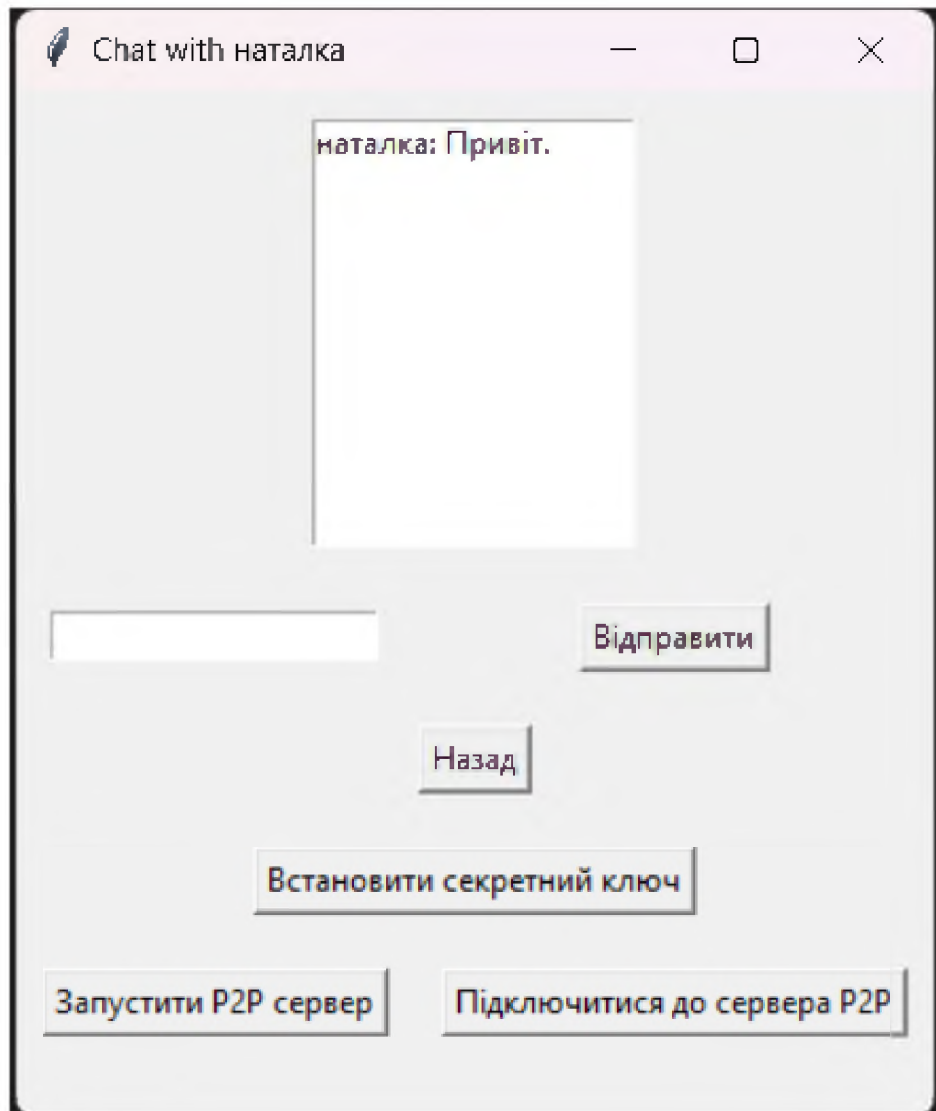 Chat with наталка
наталка: Привіт.
Відправити
Назад
Встановити секретний ключ
Запустити P2P сервер
Підключитися до сервера P2P